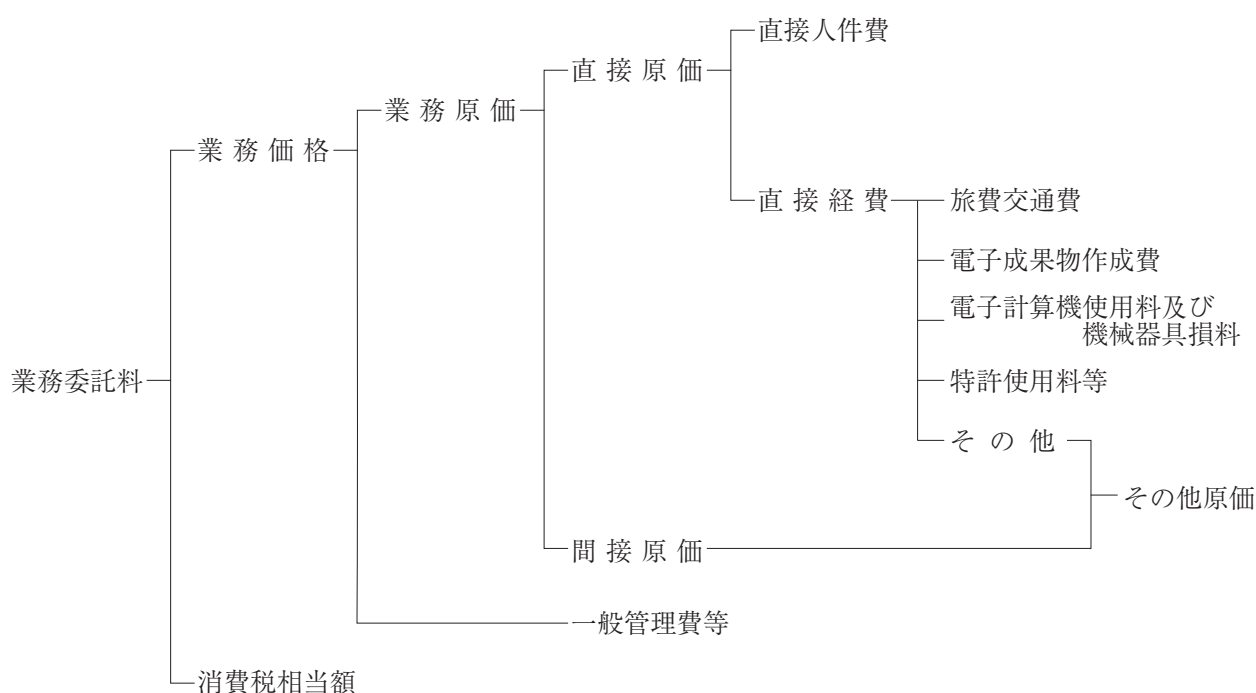 直接人件費
直接原価
業務原価
業務価格
直接経費
旅費交通費
電子成果物作成費
電子計算機使用料及び
機械器具損料
業務委託料
特許使用料等
その他
その他原価
間接原価
一般管理費等
消費税相当額